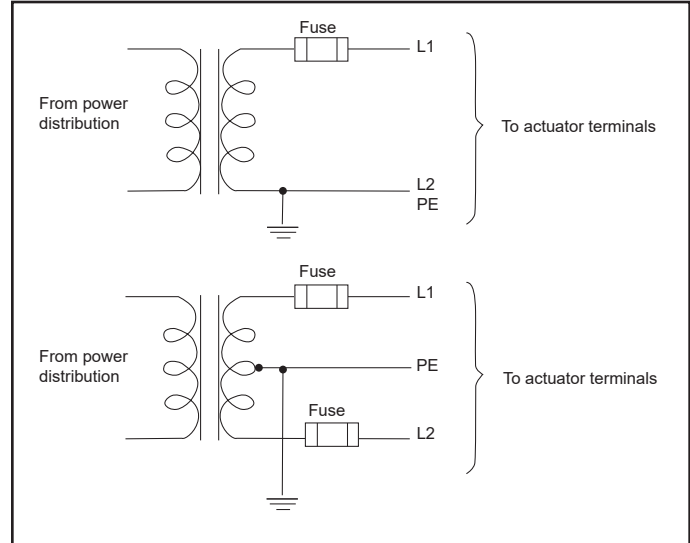 Fuse
L1
From power
distribution
To actuator terminals
L2
PE
Fuse
L1
From power
distribution
PE
To actuator terminals
Fuse
L2